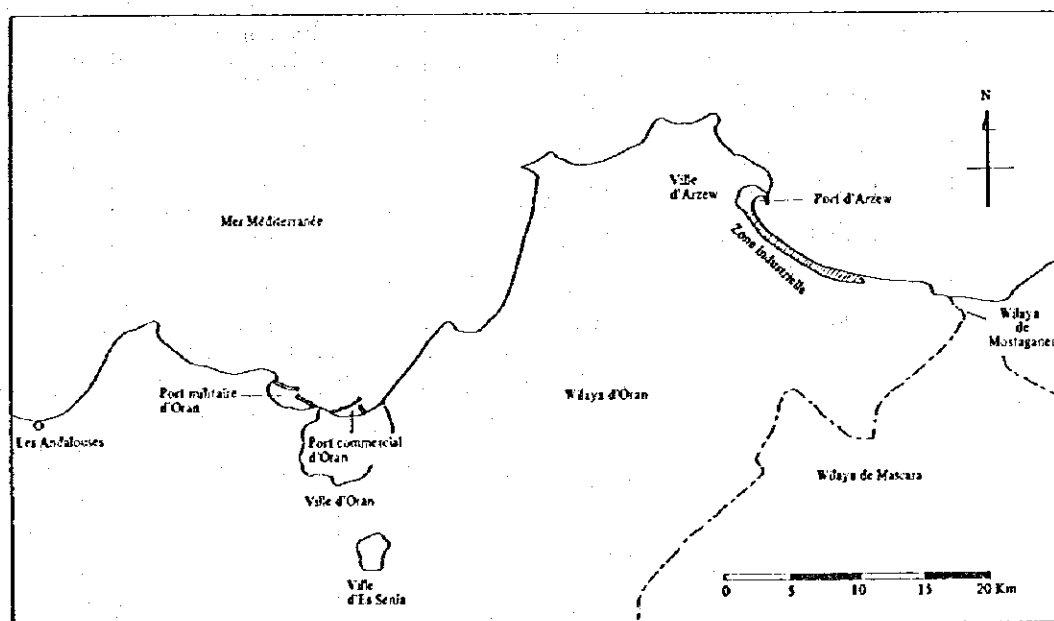 N
Ville
d'Arzew
Port d'Arzew
Mer Méditerranée
Zone industrielle
Wilaya
de
Mostaganem
Port militaire
d'Oran
Wilaya d'Oran
Les Andalouses
Port commercial
d'Oran
Wilaya de Mascara
Ville d'Oran
Ville
d'Es Senia
0 5 10 15 20 Km